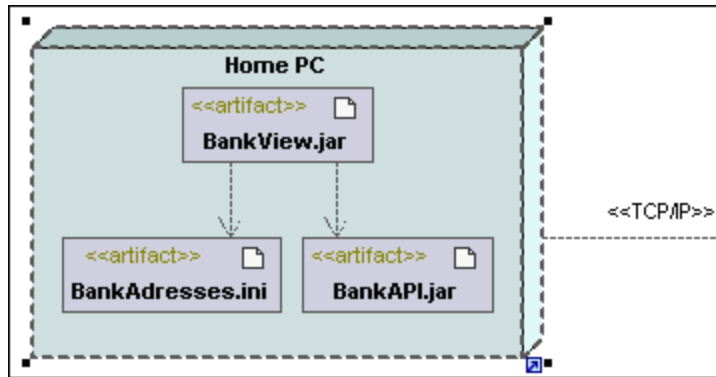 Home PC
<<artifact>>
BankView.jar
<<TCP/IP>>
<<artifact>>
<<artifact>>
BankAdresses.ini
BankAPI.jar